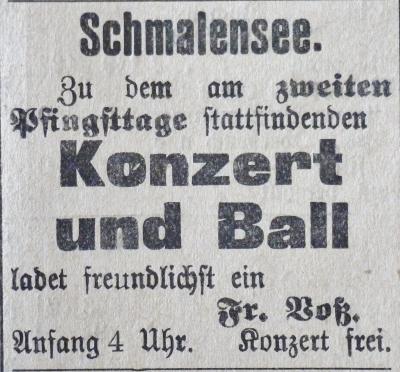 Schmalensee.
Zu dem am zweiten
Pfingsttage stattfindenden
Konzert
und Ball
ladet freundlichst ein
Fr. Voß.
Anfang 4 Uhr. Konzert frei.